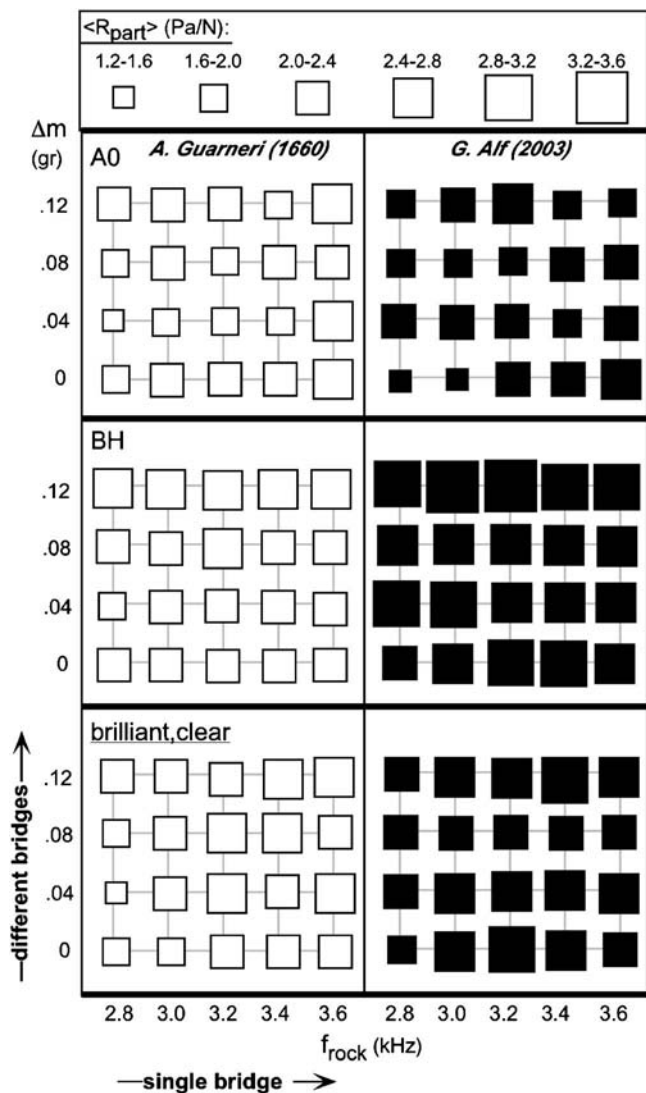 <R_part> (Pa/N):
1.2-1.6 1.6-2.0 2.0-2.4 2.4-2.8 2.8-3.2 3.2-3.6
Δm
(gr)
A0 A. Guarneri (1660) G. Alf (2003)
.12
.08
.04
0
BH
.12
.08
.04
0
brilliant,clear
.12
.08
.04
0
different bridges
2.8 3.0 3.2 3.4 3.6 2.8 3.0 3.2 3.4 3.6
f_rock (kHz)
single bridge